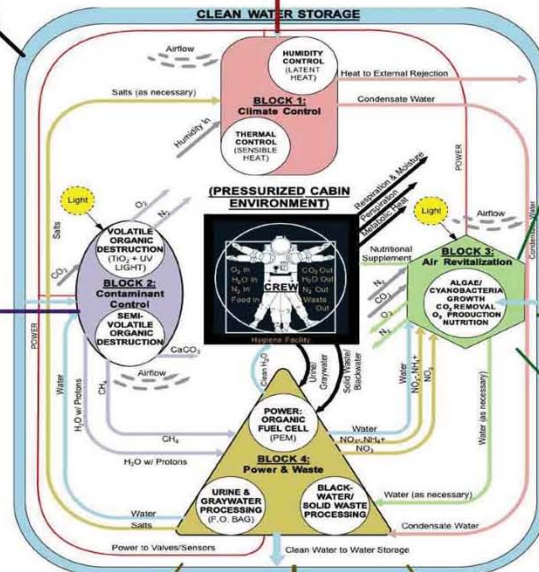 CLEAN WATER STORAGE
Airflow
HUMIDITY
CONTROL
(LATENT
HEAT)
Heat to External Rejection
Salts (as necessary)
BLOCK 1:
Climate Control
Condensate Water
Humidity In
THERMAL
CONTROL
(SENSIBLE
HEAT)
POWER
Salts
Light
O₂
N₂
(PRESSURIZED CABIN
ENVIRONMENT)
Respiration & Moisture
Perspiration
Metabolic Heat
Light
Airflow
Condensate Water
VOLATILE
ORGANIC
DESTRUCTION
(TiO₂ + UV
LIGHT)
CO₂
BLOCK 2:
Contaminant
Control
SEMI-
VOLATILE
ORGANIC
DESTRUCTION
O₂ In
H₂O In
N₂ In
Food In
CREW
CO₂ Out
H₂O Out
N₂ Out
Waste
Out
Hygiene Facility
Nutritional
Supplement
N₂
CO₂
O₂
N₂
BLOCK 3:
Air Revitalization
ALGAE/
CYANOBACTERIA
GROWTH
CO₂ REMOVAL
O₂ PRODUCTION
NUTRITION
POWER
Water
CaCO₃
Airflow
CH₄
H₂O w/ Protons
Clean H₂O
Urine/
Graywater
Solid Waste/
Blackwater
Water
NO₂-,NH₄+
NO₃
Water (as necessary)
POWER: ORGANIC
FUEL CELL
(PEM)
CH₄
H₂O w/ Protons
Water
NO₂-,NH₄+
NO₃
BLOCK 4:
Power & Waste
URINE &
GRAYWATER
PROCESSING
(F.O. BAG)
BLACK-
WATER/
SOLID WASTE
PROCESSING
Water (as necessary)
Water
Salts
Condensate Water
Power to Valves/Sensors
Clean Water to Water Storage